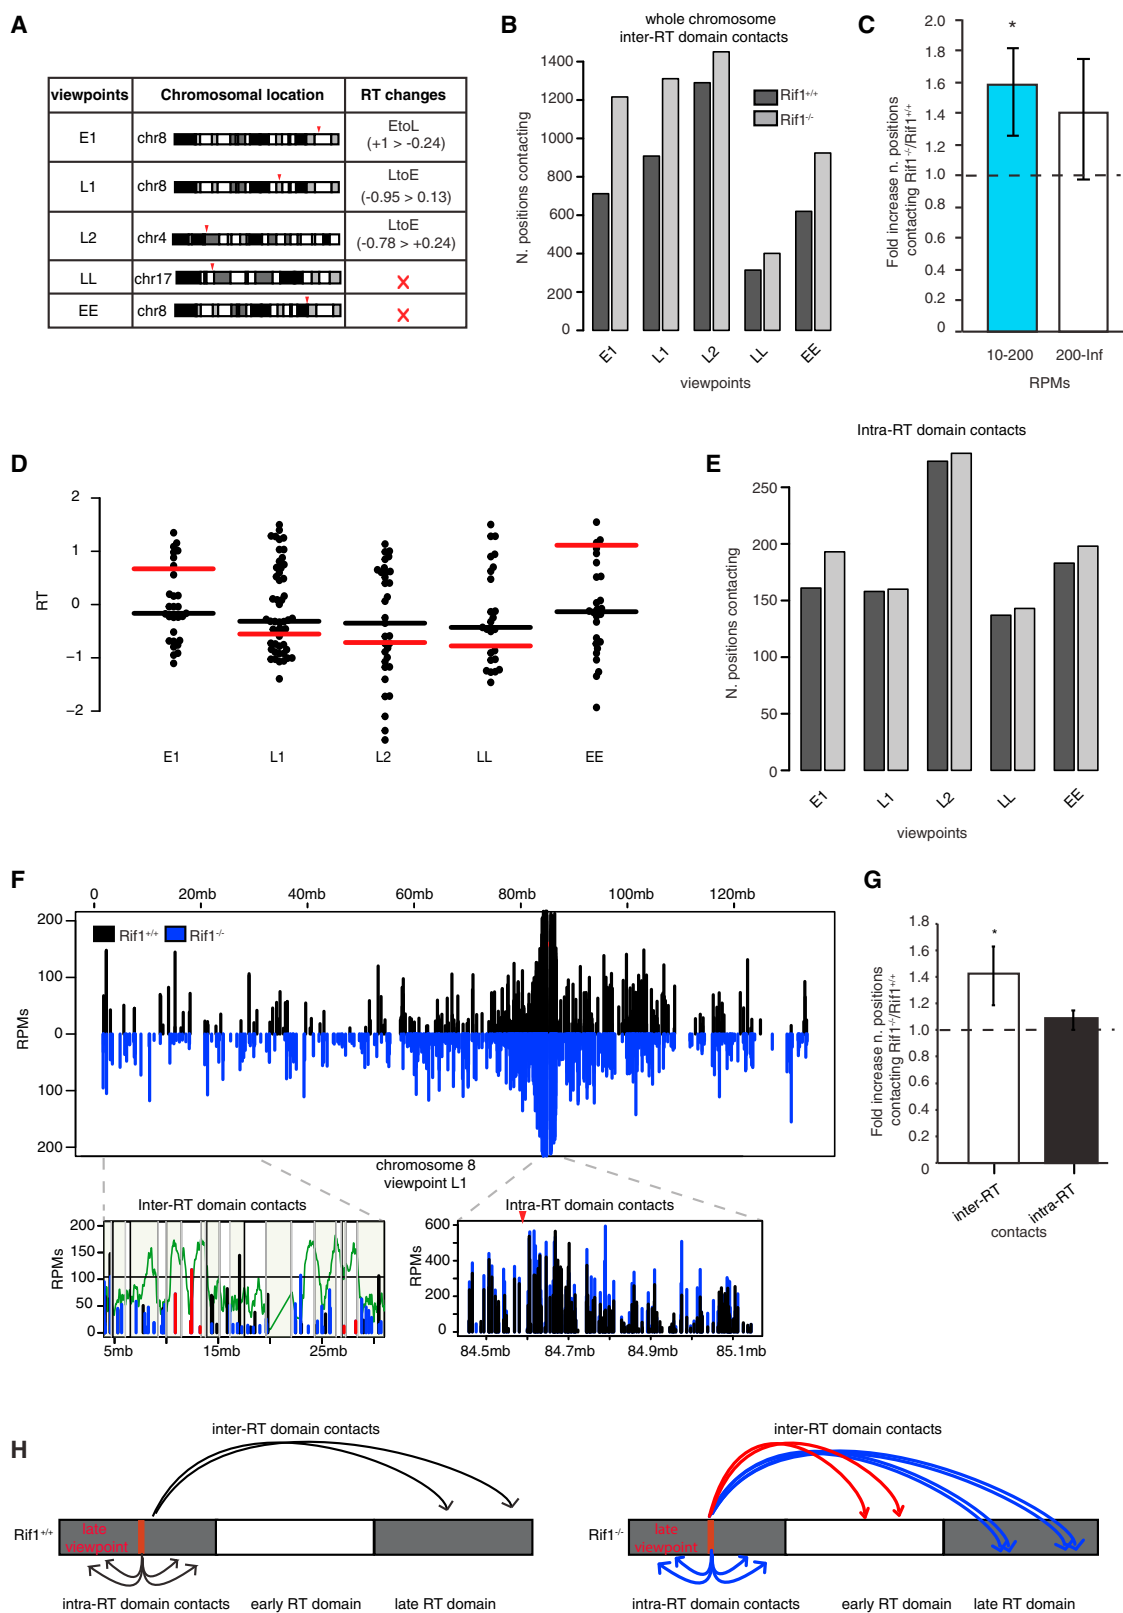 A
viewpoints Chromosomal location RT changes
E1 chr8 EtoL
(+1 > -0.24)
L1 chr8 LtoE
(-0.95 > 0.13)
L2 chr4 LtoE
(-0.78 > +0.24)
LL chr17 X
EE chr8 X
B
whole chromosome
inter-RT domain contacts
N. positions contacting
1400
1200
1000
800
600
400
200
0
Rif1+/+
Rif1-/-
E1 L1 L2 LL EE
viewpoints
C
Fold increase n. positions
contacting Rif1-/-/Rif1+/+
2.0
1.8
1.6
1.4
1.2
1.0
0.8
0.6
0.4
0.2
0
*
10-200 200-Inf
RPMs
D
RT
2
1
0
−1
−2
E1 L1 L2 LL EE
E
Intra-RT domain contacts
N. positions contacting
250
200
150
100
50
0
E1 L1 L2 LL EE
viewpoints
F
0 20mb 40mb 60mb 80mb 100mb 120mb
RPMs
200
100
0
100
200
Rif1+/+ Rif1-/-
chromosome 8
viewpoint L1
Inter-RT domain contacts
RPMs
200
150
100
50
0
5mb 15mb 25mb
Intra-RT domain contacts
RPMs
600
400
200
0
84.5mb 84.7mb 84.9mb 85.1mb
G
Fold increase n. positions
contacting Rif1-/-/Rif1+/+
1.8
1.6
1.4
1.2
1.0
0.8
0.6
0.4
0.2
0
*
inter-RT intra-RT
contacts
H
inter-RT domain contacts
Rif1+/+
late
viewpoint
intra-RT domain contacts early RT domain late RT domain
inter-RT domain contacts
Rif1-/-
late
viewpoint
intra-RT domain contacts early RT domain late RT domain